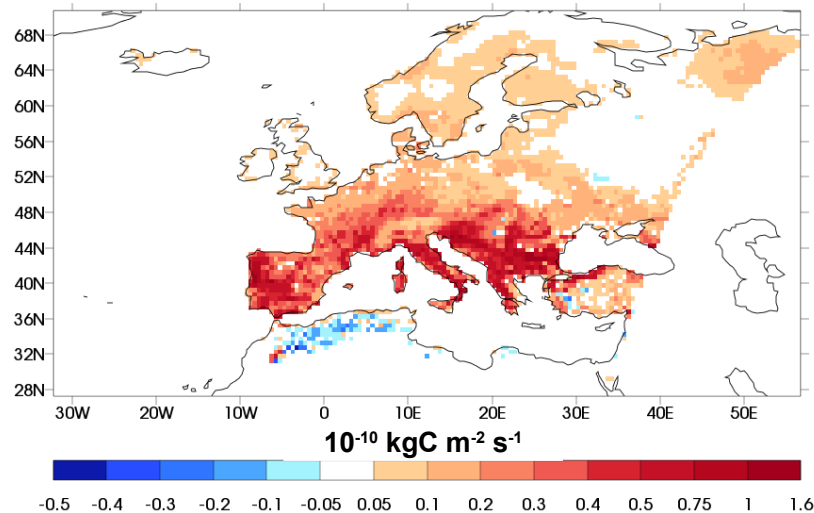 68N
64N
60N
56N
52N
48N
44N
40N
36N
32N
28N
30W 20W 10W 0 10E 20E 30E 40E 50E
10⁻¹⁰ kgC m⁻² s⁻¹
-0.5 -0.4 -0.3 -0.2 -0.1 -0.05 0.05 0.1 0.2 0.3 0.4 0.5 0.75 1 1.6